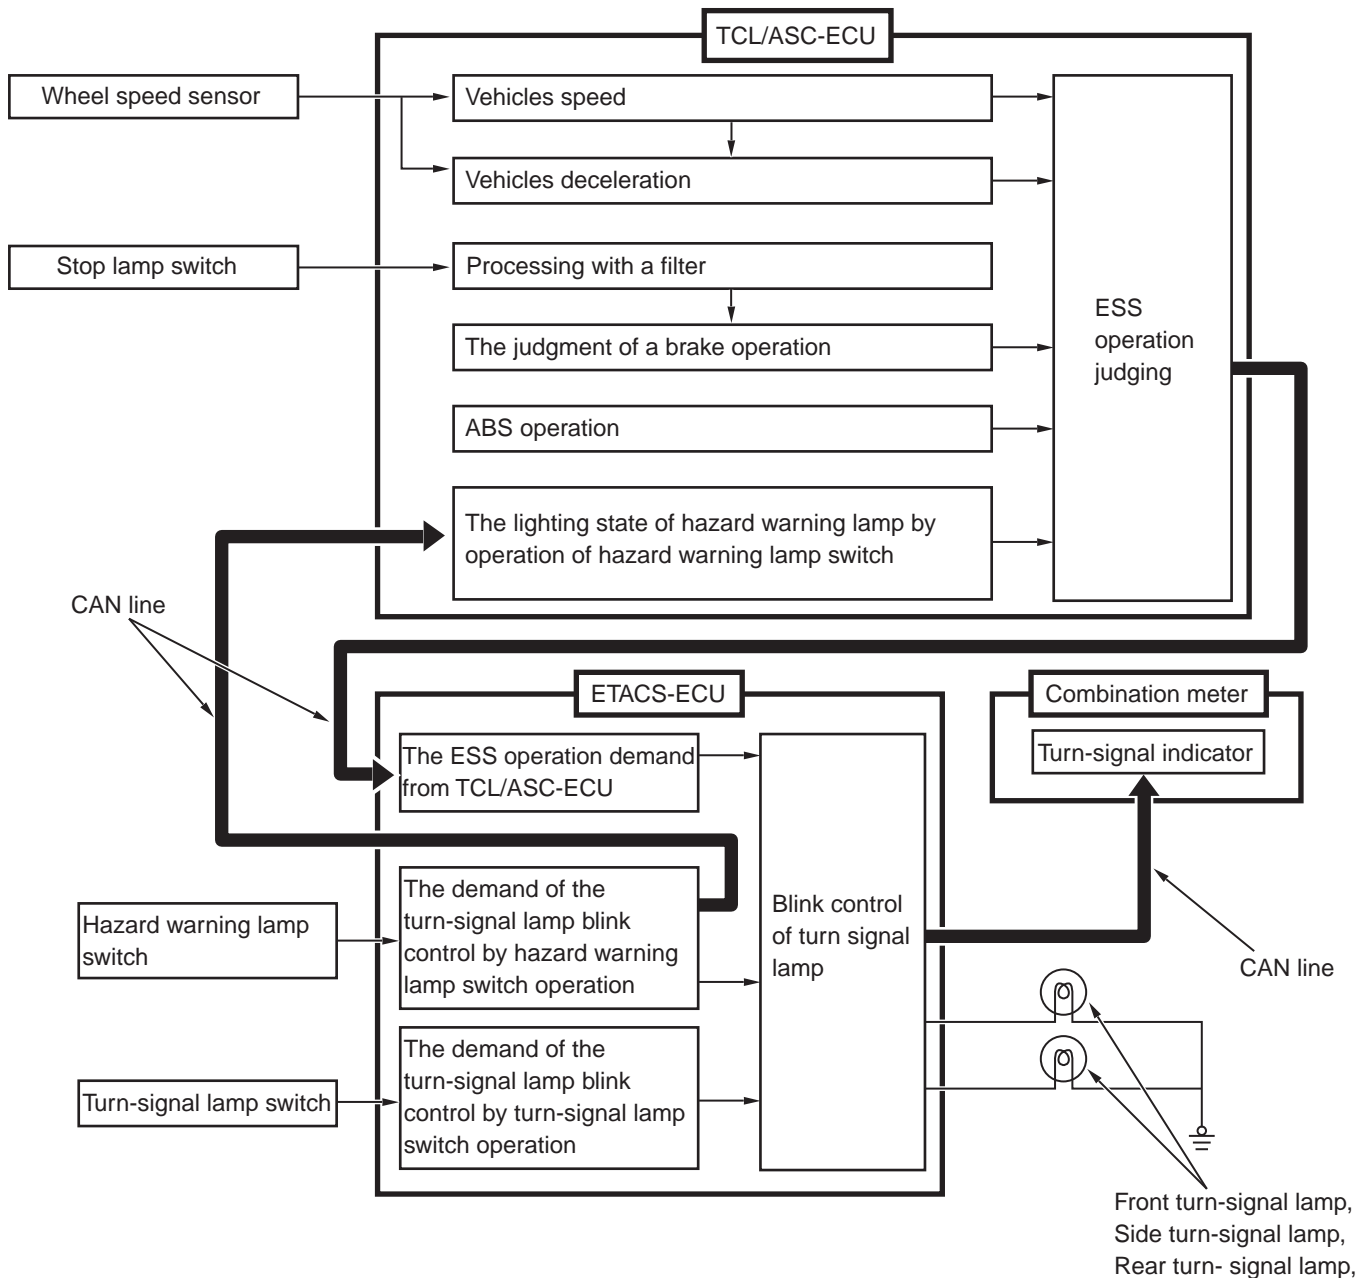 TCL/ASC-ECU
Wheel speed sensor
Vehicles speed
Vehicles deceleration
Stop lamp switch
Processing with a filter
The judgment of a brake operation
ABS operation
The lighting state of hazard warning lamp by
operation of hazard warning lamp switch
ESS
operation
judging
CAN line
ETACS-ECU
Combination meter
Turn-signal indicator
The ESS operation demand
from TCL/ASC-ECU
The demand of the
turn-signal lamp blink
control by hazard warning
lamp switch operation
Hazard warning lamp
switch
Blink control
of turn signal
lamp
CAN line
The demand of the
turn-signal lamp blink
control by turn-signal lamp
switch operation
Turn-signal lamp switch
Front turn-signal lamp,
Side turn-signal lamp,
Rear turn- signal lamp,